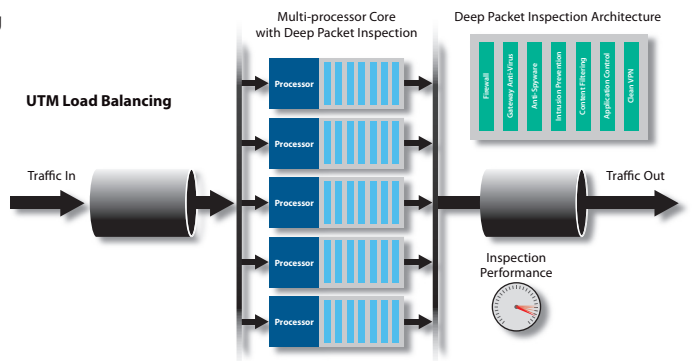 Multi-processor Core
with Deep Packet Inspection
Deep Packet Inspection Architecture
Firewall
Gateway Anti-Virus
Anti-Spyware
Intrusion Prevention
Content Filtering
Application Control
Clean VPN
UTM Load Balancing
Processor
Processor
Processor
Processor
Processor
Traffic In
Traffic Out
Inspection
Performance